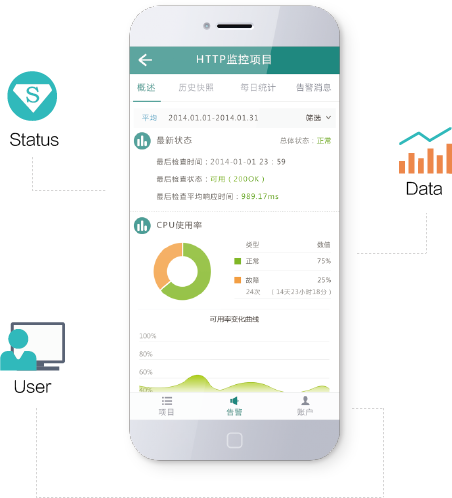 HTTP监控项目
概述 历史快照 每日统计 告警消息
平均 2014.01.01-2014.01.31 筛选
最新状态 总体状态：正常
最后检查时间：2014-01-01 23：59
最后检查状态：可用（200OK）
最后检查平均响应时间：989.17ms
CPU使用率
类型 数值
正常 75%
故障 25%
24次 （14天23小时18分）
可用率变化曲线
100%
80%
60%
40%
项目 告警 账户
S
Status
Data
User